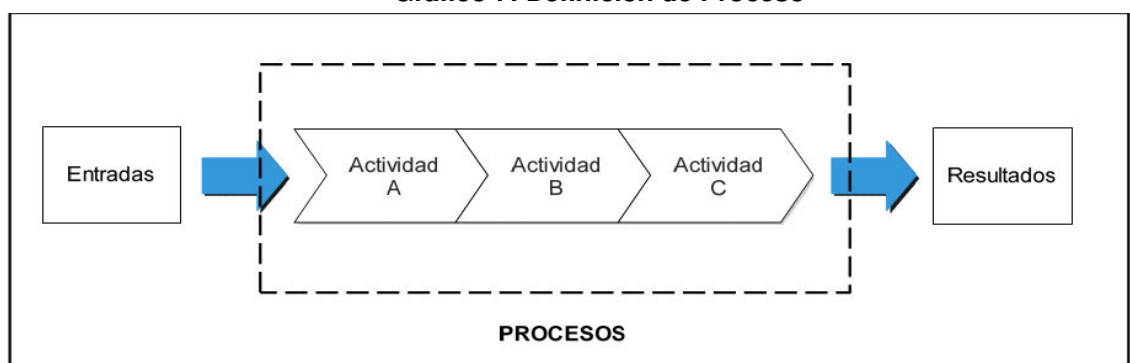 Entradas
Actividad
A
Actividad
B
Actividad
C
Resultados
PROCESOS